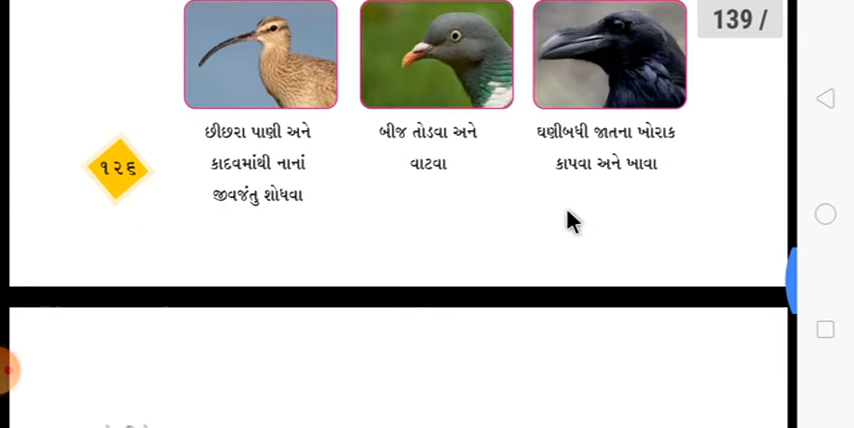 139 /
છીછરા પાણી અને
કાદવમાંથી નાનાં
જીવજંતુ શોધવા
બીજ તોડવા અને
વાટવા
ઘણીબધી જાતના ખોરાક
કાપવા અને ખાવા
૧૨૬